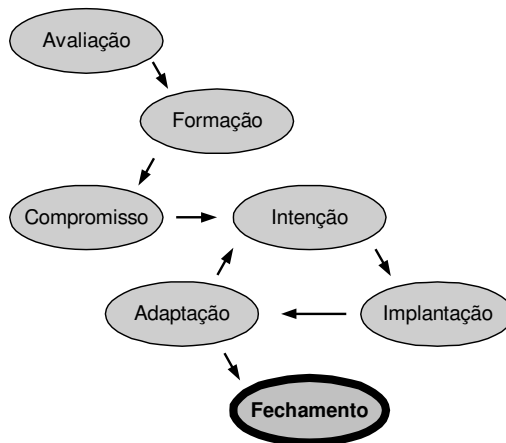 Avaliação
Formação
Compromisso
Intenção
Adaptação
Implantação
Fechamento